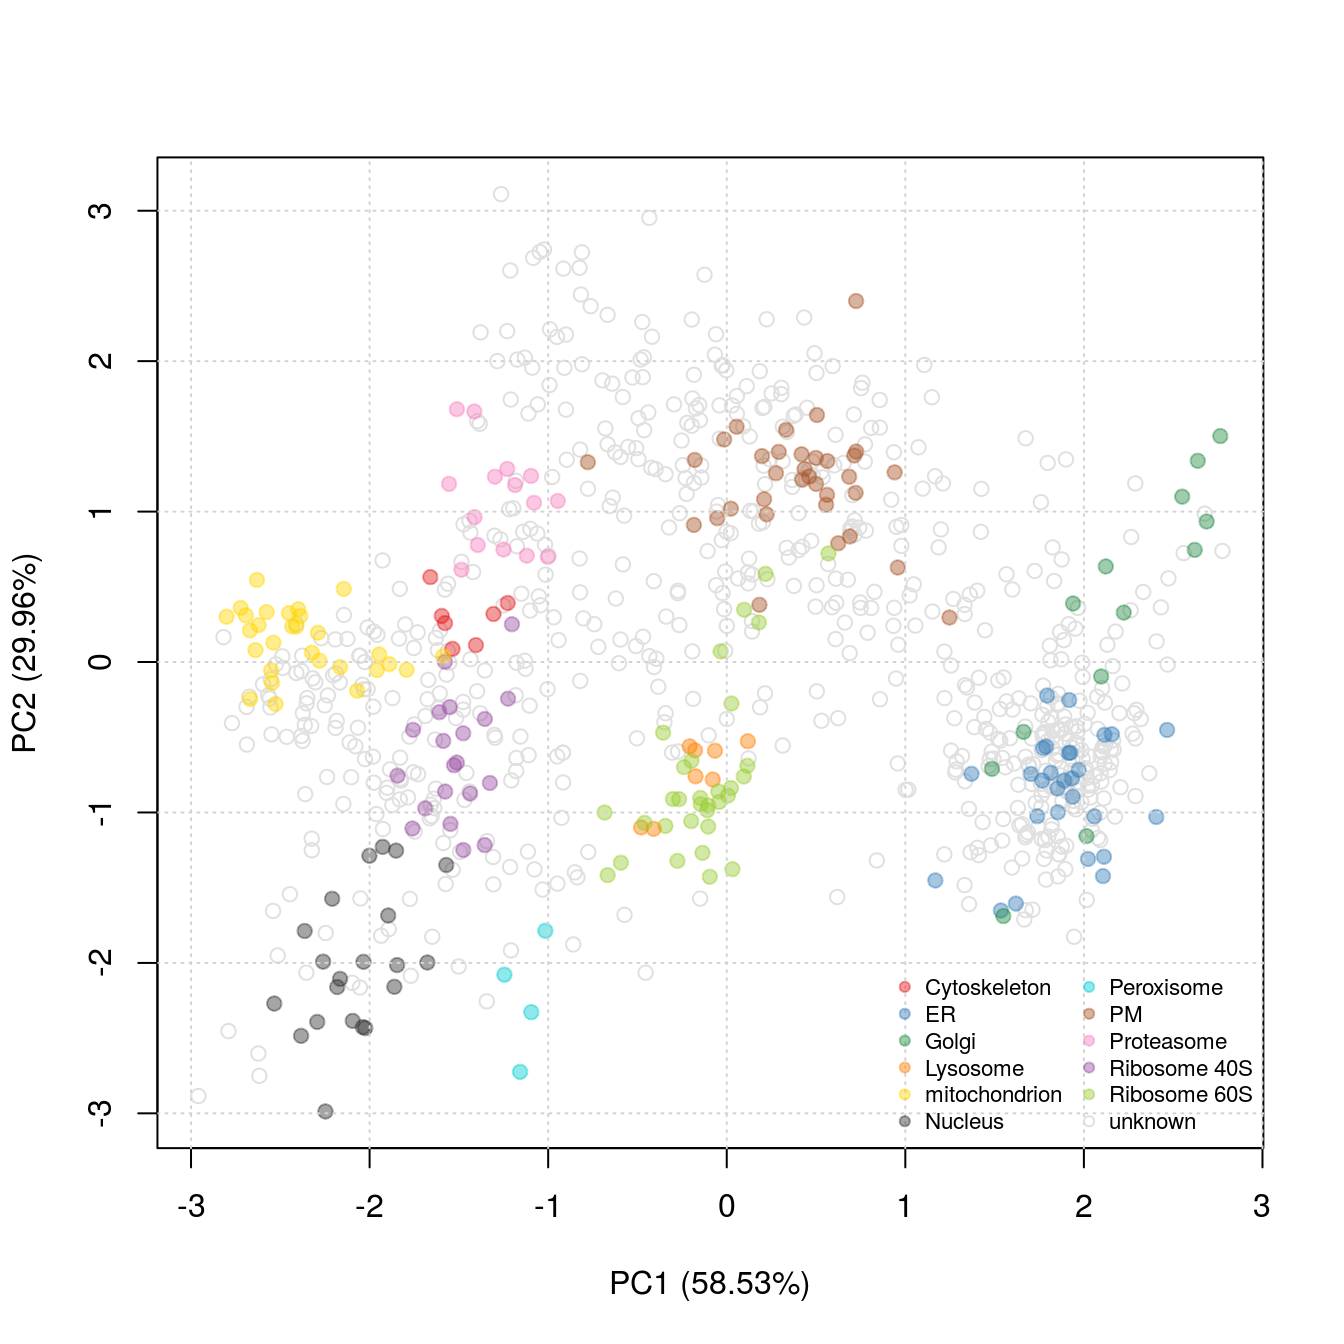 3
2
1
0
-1
-2
-3
PC2 (29.96%)
Cytoskeleton
ER
Golgi
Lysosome
mitochondrion
Nucleus
Peroxisome
PM
Proteasome
Ribosome 40S
Ribosome 60S
unknown
-3 -2 -1 0 1 2 3
PC1 (58.53%)